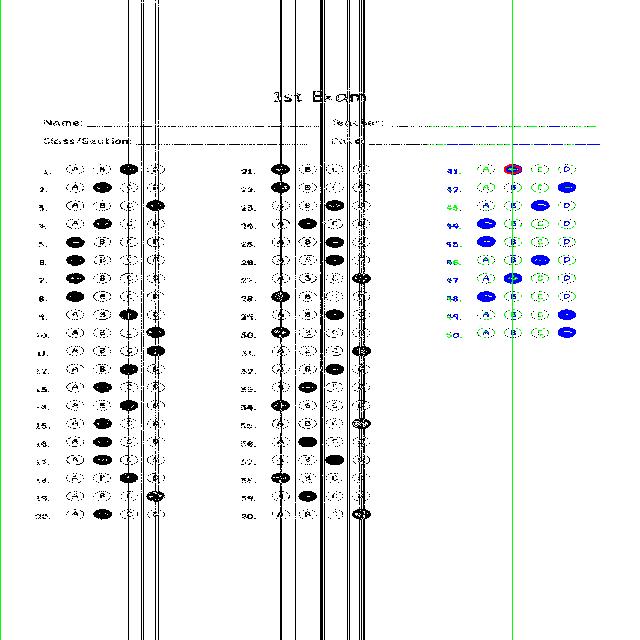 1st Exam
Name: Teacher:
Class/Section: Date:
1. A B D 21. B C D 41. A C D
2. A C D 22. B C D 42. A B C
3. A B C 23. A B D 43. A B D
4. A C D 24. A C D 44. B C D
5. B C D 25. A B D 45. B C D
6. B C D 26. A B D 46. A B D
7. B C D 27. A B C 47. A C D
8. B C D 28. B C D 48. B C D
9. A B D 29. A B D 49. A B C
10. A B C 30. B C D 50. A B C
11. A B C 31. A B C
12. A B D 32. A B D
13. A C D 33. A C D
14. A B D 34. B C D
15. A C D 35. A B C
16. A C D 36. A C D
17. A C D 37. A B D
18. A B D 38. B C D
19. A B C 39. A C D
20. A C D 40. A B C